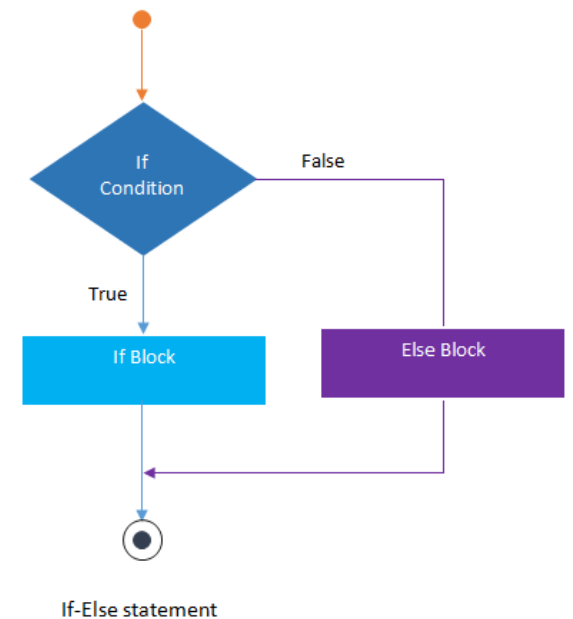 If
Condition
False
True
If Block
Else Block
If-Else statement